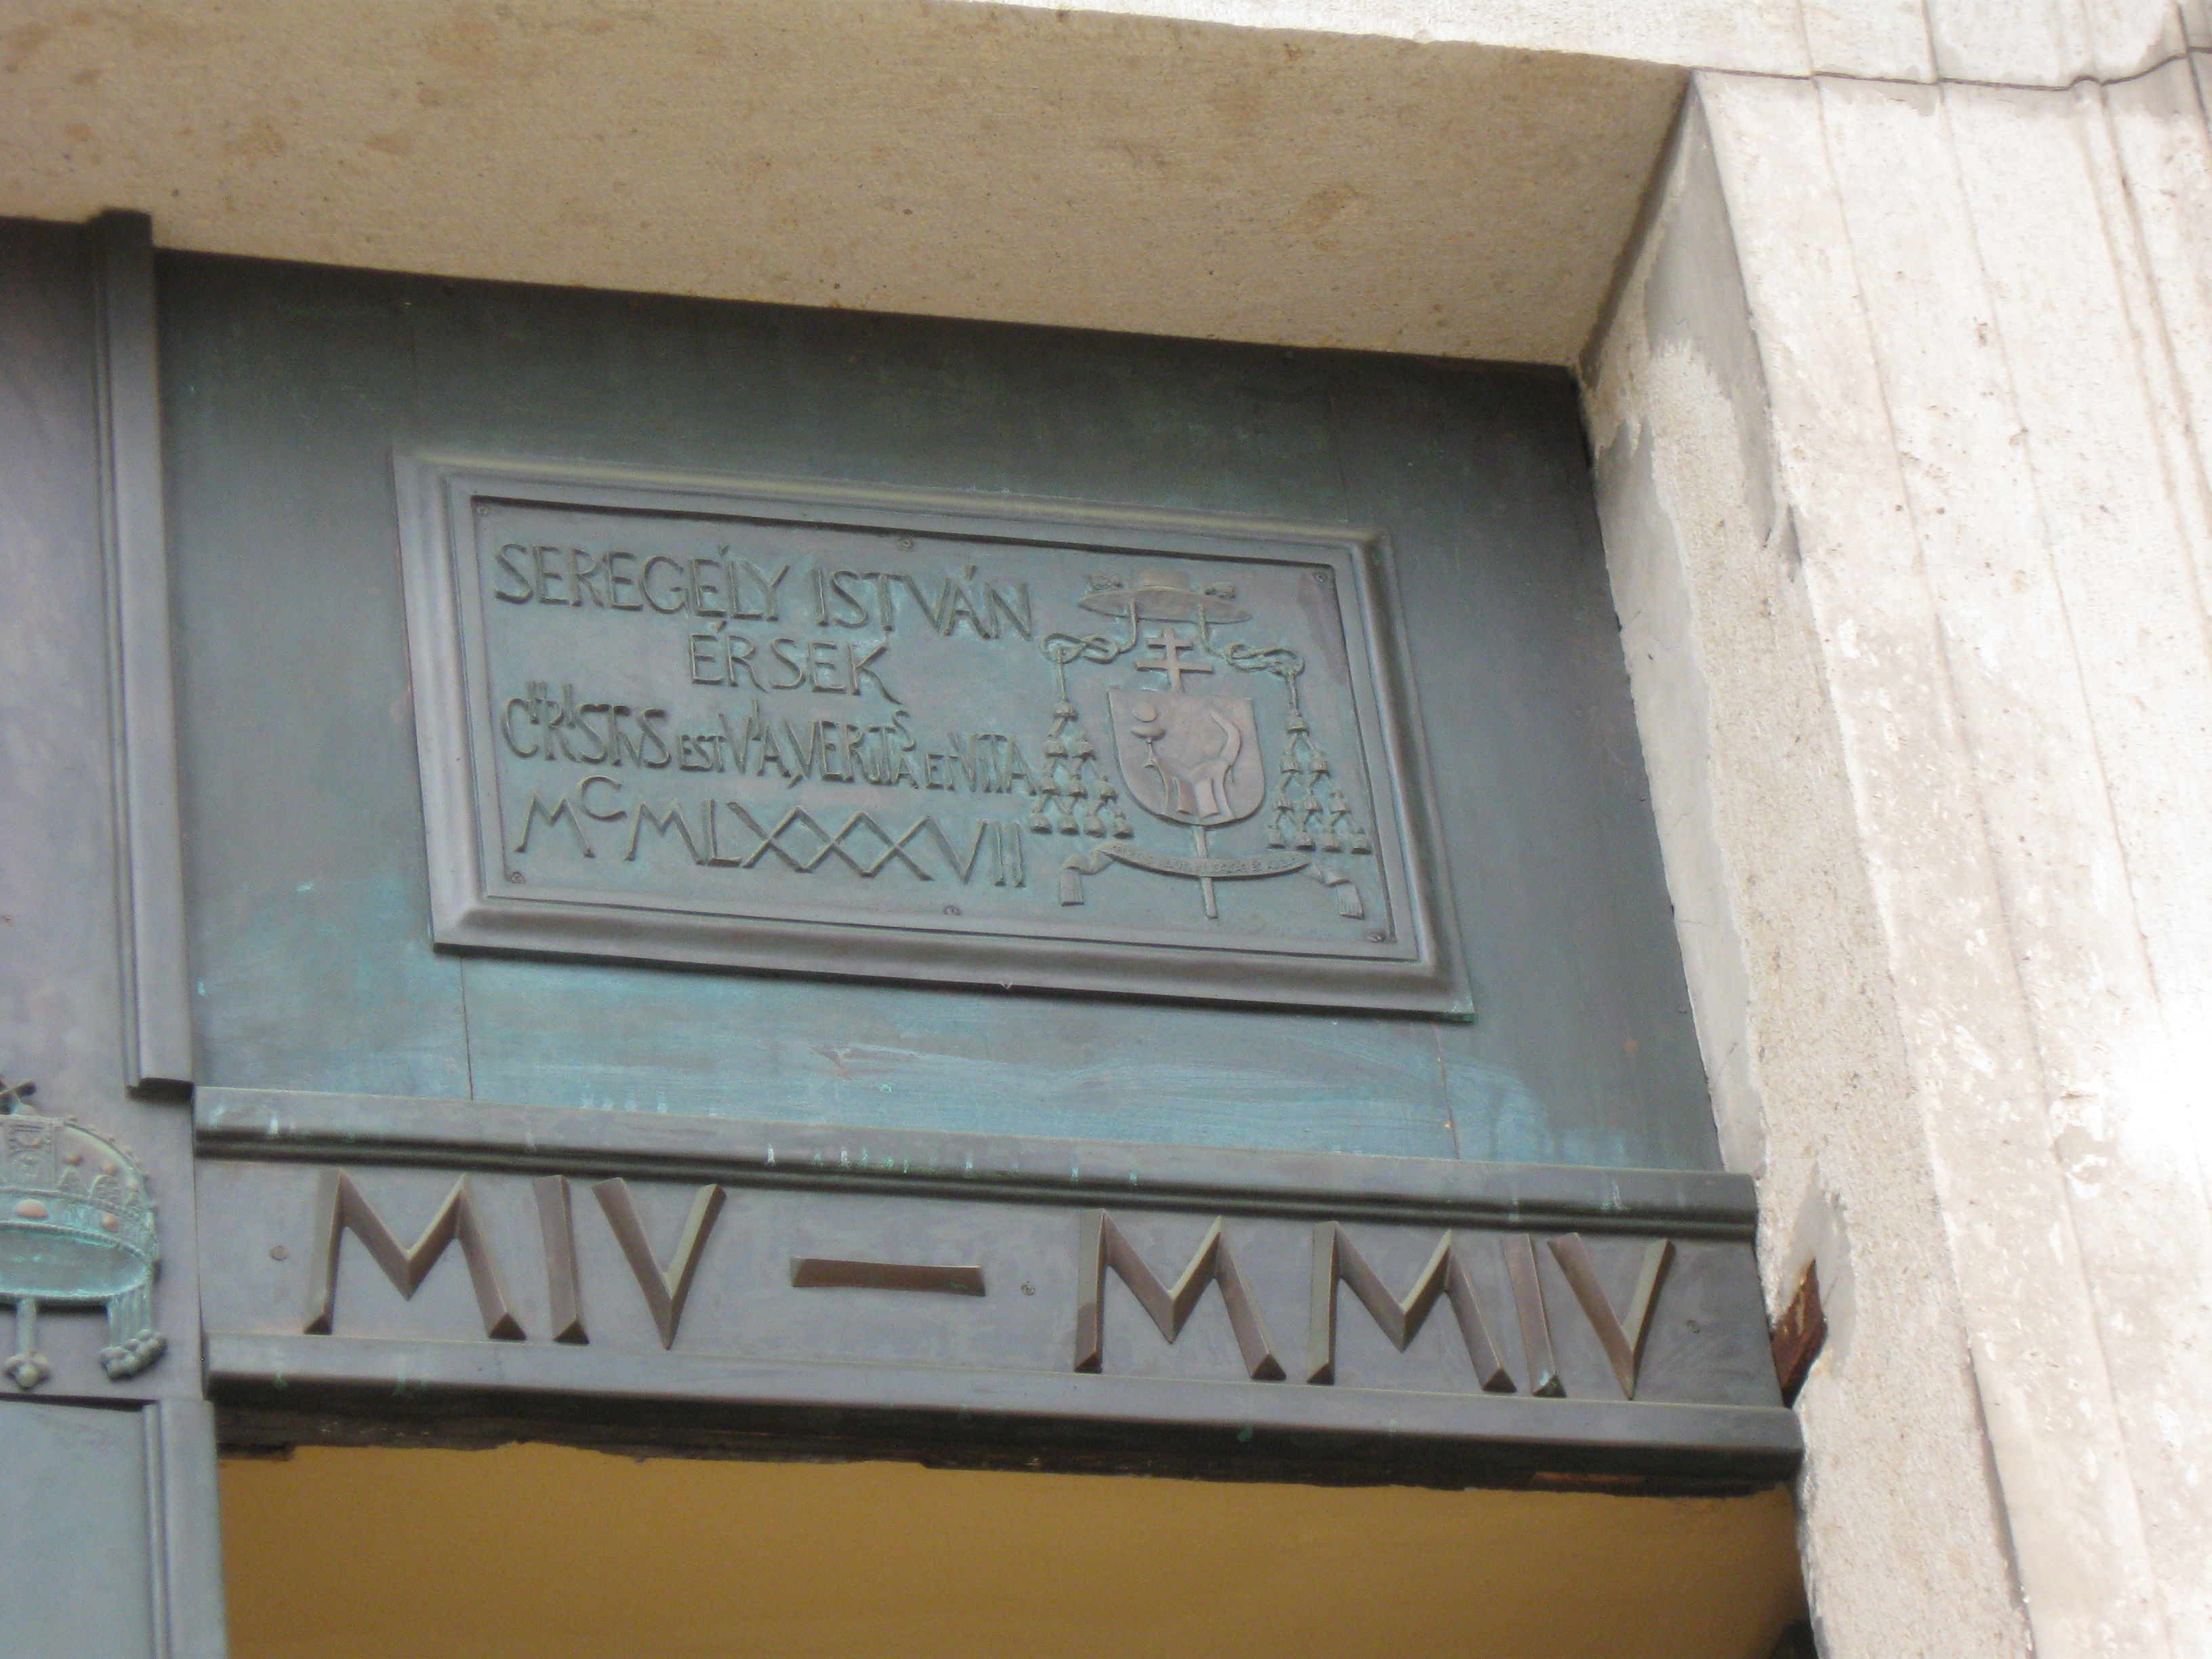 SEREGÉLY ISTVÁN
ÉRSEK
CHRISTUS EST VIA, VERITAS ET VITA
MCMLXXXVII
MIV — MMIV